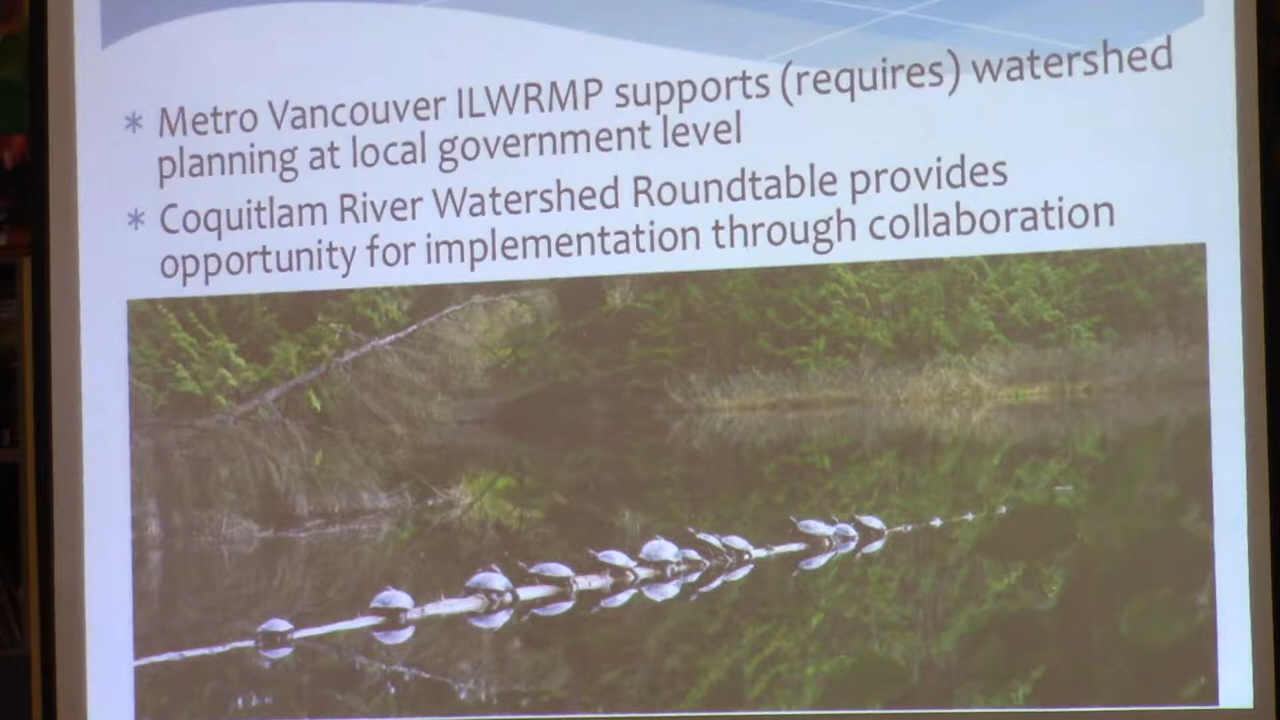 * Metro Vancouver ILWRMP supports (requires) watershed
planning at local government level
* Coquitlam River Watershed Roundtable provides
opportunity for implementation through collaboration